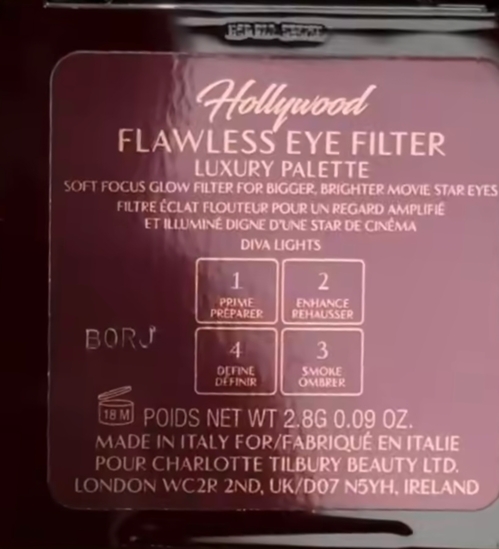 Hollywood
FLAWLESS EYE FILTER
LUXURY PALETTE
SOFT FOCUS GLOW FILTER FOR BIGGER, BRIGHTER MOVIE STAR EYES
FILTRE ÉCLAT FLOUTEUR POUR UN REGARD AMPLIFIÉ
ET ILLUMINÉ DIGNE D'UNE STAR DE CINÉMA
DIVA LIGHTS
1
PRIME
PRÉPARER
2
ENHANCE
REHAUSSER
4
DEFINE
DÉFINIR
3
SMOKE
OMBRER
BORJ
18 M
POIDS NET WT 2.8G 0.09 OZ.
MADE IN ITALY FOR/FABRIQUÉ EN ITALIE
POUR CHARLOTTE TILBURY BEAUTY LTD.
LONDON WC2R 2ND, UK/D07 N5YH, IRELAND